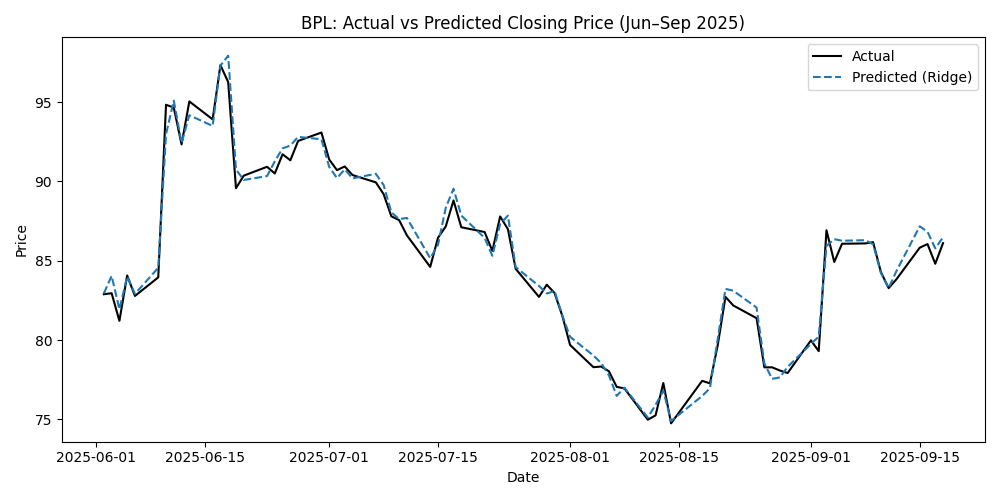 BPL: Actual vs Predicted Closing Price (Jun–Sep 2025)
Actual
Predicted (Ridge)
Price
95
90
85
80
75
2025-06-01 2025-06-15 2025-07-01 2025-07-15 2025-08-01 2025-08-15 2025-09-01 2025-09-15
Date